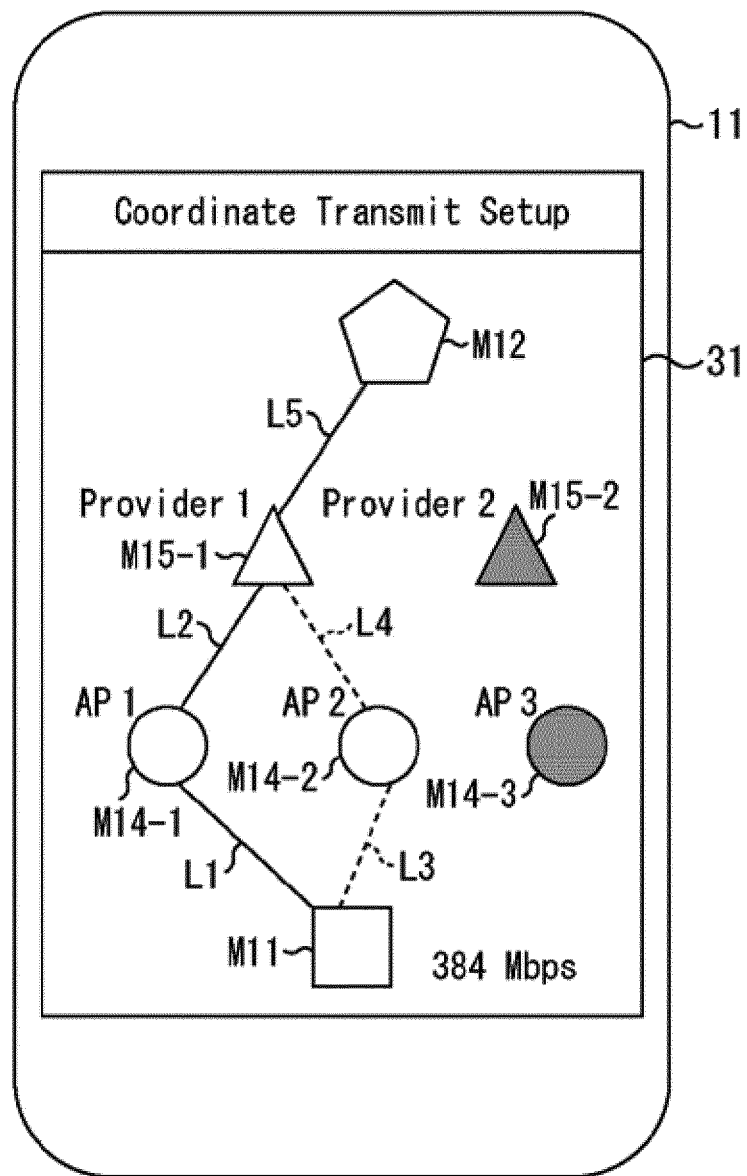 11
Coordinate Transmit Setup
M12
31
L5
Provider 1
Provider 2
M15-2
M15-1
L2
L4
AP 1
AP 2
AP 3
M14-2
M14-3
M14-1
L1
L3
M11
384 Mbps